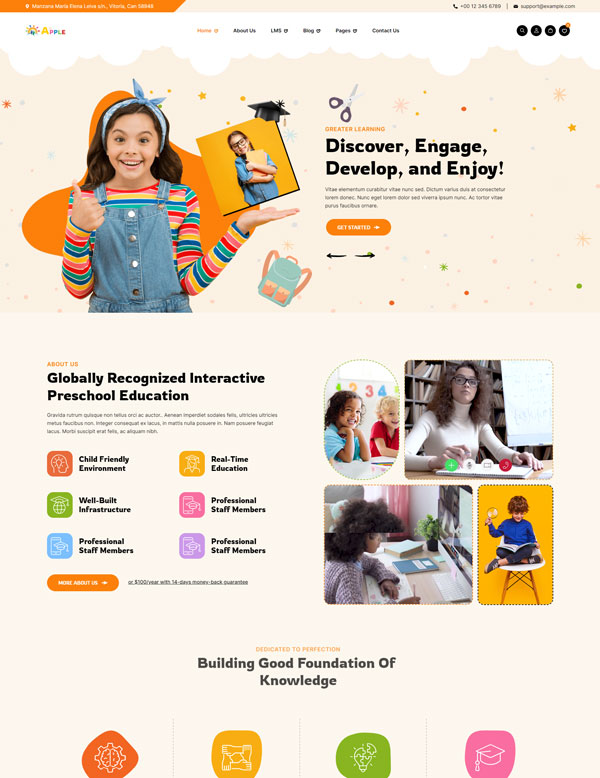 Manzana Maria Elena Leiva s/n., Vitoria, Can 58949
+00 12 345 6789
support@example.com
APPLE
Home
About Us
LMS
Blog
Pages
Contact Us
GREATER LEARNING
Discover, Engage,
Develop, and Enjoy!
Vitae elementum curabitur vitae nunc sed. Dictum varius duis at consectetur
lorem donec. Nunc eget lorem dolor sed viverra ipsum nunc. Ac tortor vitae
purus faucibus ornare.
GET STARTED
ABOUT US
Globally Recognized Interactive
Preschool Education
Gravida rutrum quisque non tellus orci ac auctor.. Aenean imperdiet sodales felis, ultricies ultricies
metus faucibus non, integer consequat ex lacus, in mattis nulla posuere in. Nam posuere feugiat
lacus. Morbi suscipit erat felis, ac aliquam nibh.
Child Friendly
Environment
Real-Time
Education
Well-Built
Infrastructure
Professional
Staff Members
Professional
Staff Members
Professional
Staff Members
MORE ABOUT US
or $100/year with 14-days money-back guarantee
1 2 3 4
DEDICATED TO PERFECTION
Building Good Foundation Of
Knowledge